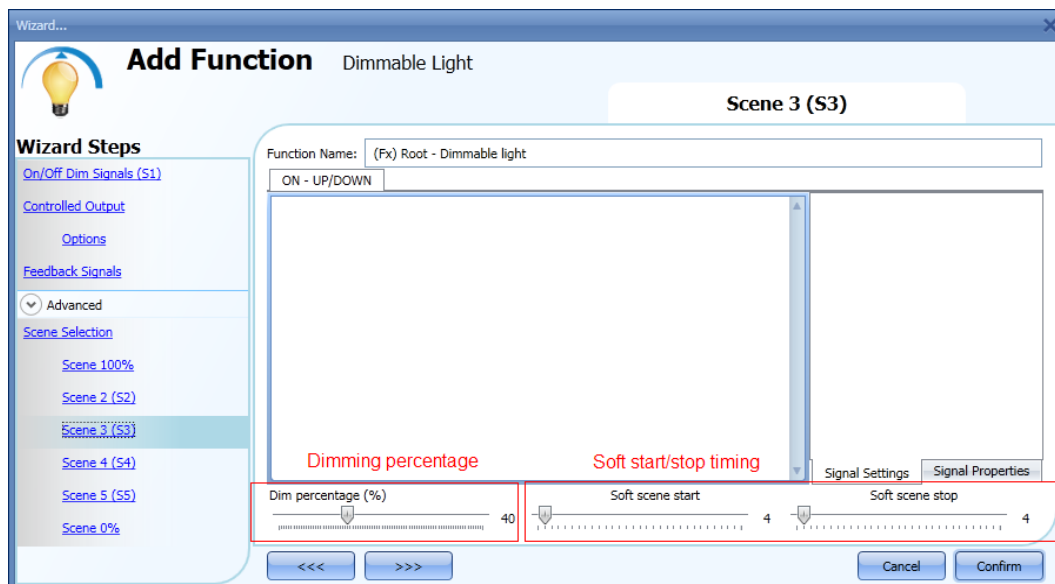 Wizard...
Add Function Dimmable Light
Scene 3 (S3)
Wizard Steps
On/Off Dim Signals (S1)
Controlled Output
Options
Feedback Signals
Advanced
Scene Selection
Scene 100%
Scene 2 (S2)
Scene 3 (S3)
Scene 4 (S4)
Scene 5 (S5)
Scene 0%
Function Name: (Fx) Root - Dimmable light
ON - UP/DOWN
Dimming percentage
Soft start/stop timing
Signal Settings Signal Properties
Dim percentage (%) Soft scene start Soft scene stop
40 4 4
<<< >>> Cancel Confirm